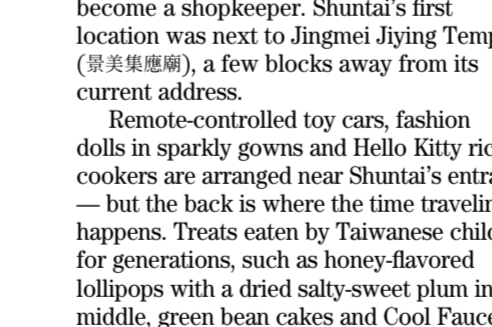 become a shopkeeper. Shuntai's first
location was next to Jingmei Jiying Temp
(景美集應廟), a few blocks away from its
current address.
Remote-controlled toy cars, fashion
dolls in sparkly gowns and Hello Kitty ric
cookers are arranged near Shuntai's entra
— but the back is where the time travelin
happens. Treats eaten by Taiwanese child
for generations, such as honey-flavored
lollipops with a dried salty-sweet plum in
middle, green bean cakes and Cool Fauce